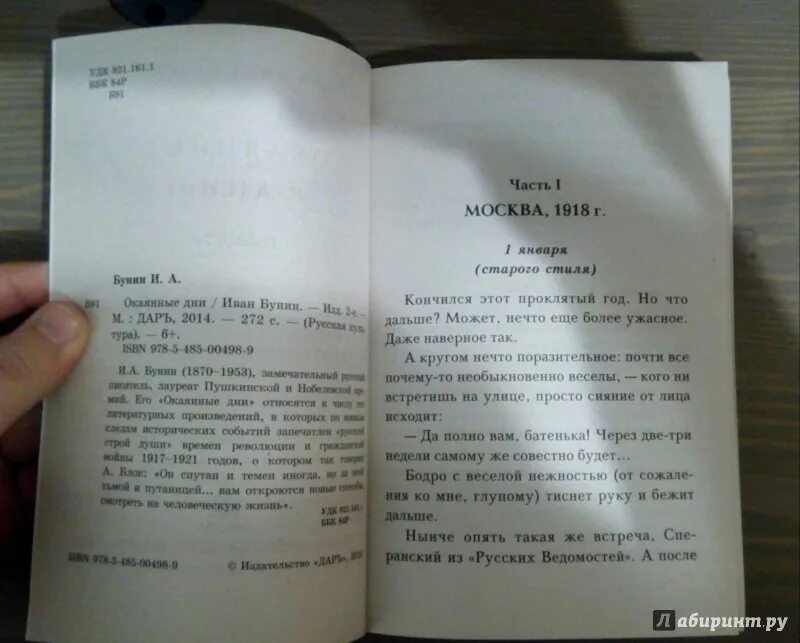 УДК 821.161.1
ББК 84Р
Б91
Бунин И. А.
Б91 Окаянные дни / Иван Бунин. — Изд. 2-е. —
М. : ДАРЪ, 2014. — 272 с. — (Русская куль-
тура). — 6+.
ISBN 978-5-485-00498-9
И.А. Бунин (1870–1953), замечательный русский
писатель, лауреат Пушкинской и Нобелевской пре-
мий. Его «Окаянные дни» относятся к числу тех
литературных произведений, в которых по живым
следам исторических событий запечатлен «русский
строй души» времен революции и гражданской
войны 1917–1921 годов, о котором так говорил
А. Блок: «Он спутан и темен иногда, но за этой
тьмой и путаницей... вам откроются новые способы
смотреть на человеческую жизнь».
УДК 821.161.1
ББК 84Р
ISBN 978-5-485-00498-9
© Издательство «ДАРЪ»,
Часть I
МОСКВА, 1918 г.
1 января
(старого стиля)
Кончился этот проклятый год. Но что
дальше? Может, нечто еще более ужасное.
Даже наверное так.
А кругом нечто поразительное: почти все
почему-то необыкновенно веселы, — кого ни
встретишь на улице, просто сияние от лица
исходит:
— Да полно вам, батенька! Через две-три
недели самому же совестно будет...
Бодро с веселой нежностью (от сожале-
ния ко мне, глупому) тиснет руку и бежит
дальше.
Нынче опять такая же встреча, Спе-
ранский из «Русских Ведомостей». А после
Лабиринт.ру